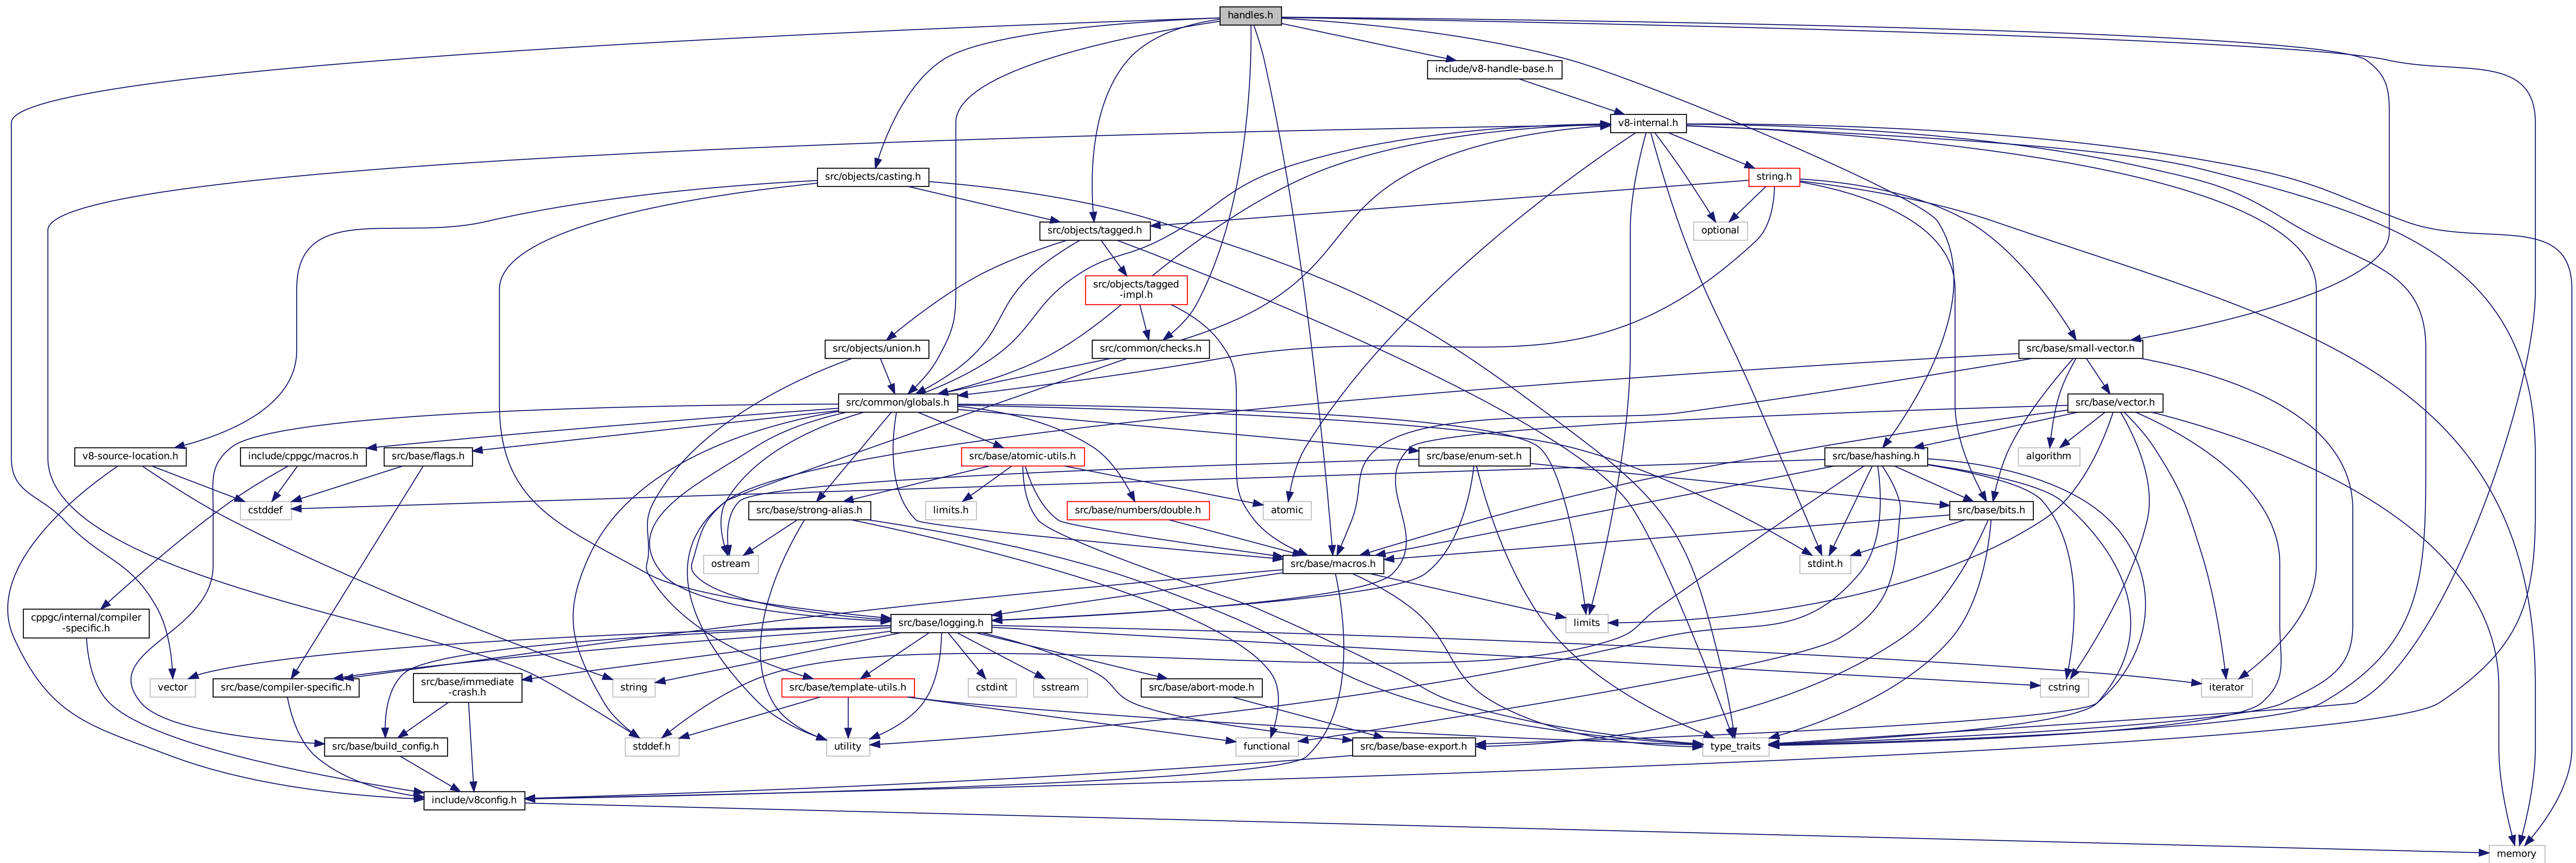 handles.h
include/v8-handle-base.h
v8-internal.h
src/objects/casting.h
string.h
src/objects/tagged.h
optional
src/objects/tagged
-impl.h
src/objects/union.h
src/common/checks.h
src/base/small-vector.h
src/common/globals.h
src/base/vector.h
v8-source-location.h
include/cppgc/macros.h
src/base/flags.h
src/base/atomic-utils.h
src/base/enum-set.h
src/base/hashing.h
algorithm
cstddef
src/base/strong-alias.h
limits.h
src/base/numbers/double.h
atomic
src/base/bits.h
ostream
src/base/macros.h
stdint.h
cppgc/internal/compiler
-specific.h
src/base/logging.h
limits
vector
src/base/compiler-specific.h
src/base/immediate
-crash.h
string
src/base/template-utils.h
cstdint
sstream
src/base/abort-mode.h
cstring
iterator
src/base/build_config.h
stddef.h
utility
functional
src/base/base-export.h
type_traits
include/v8config.h
memory